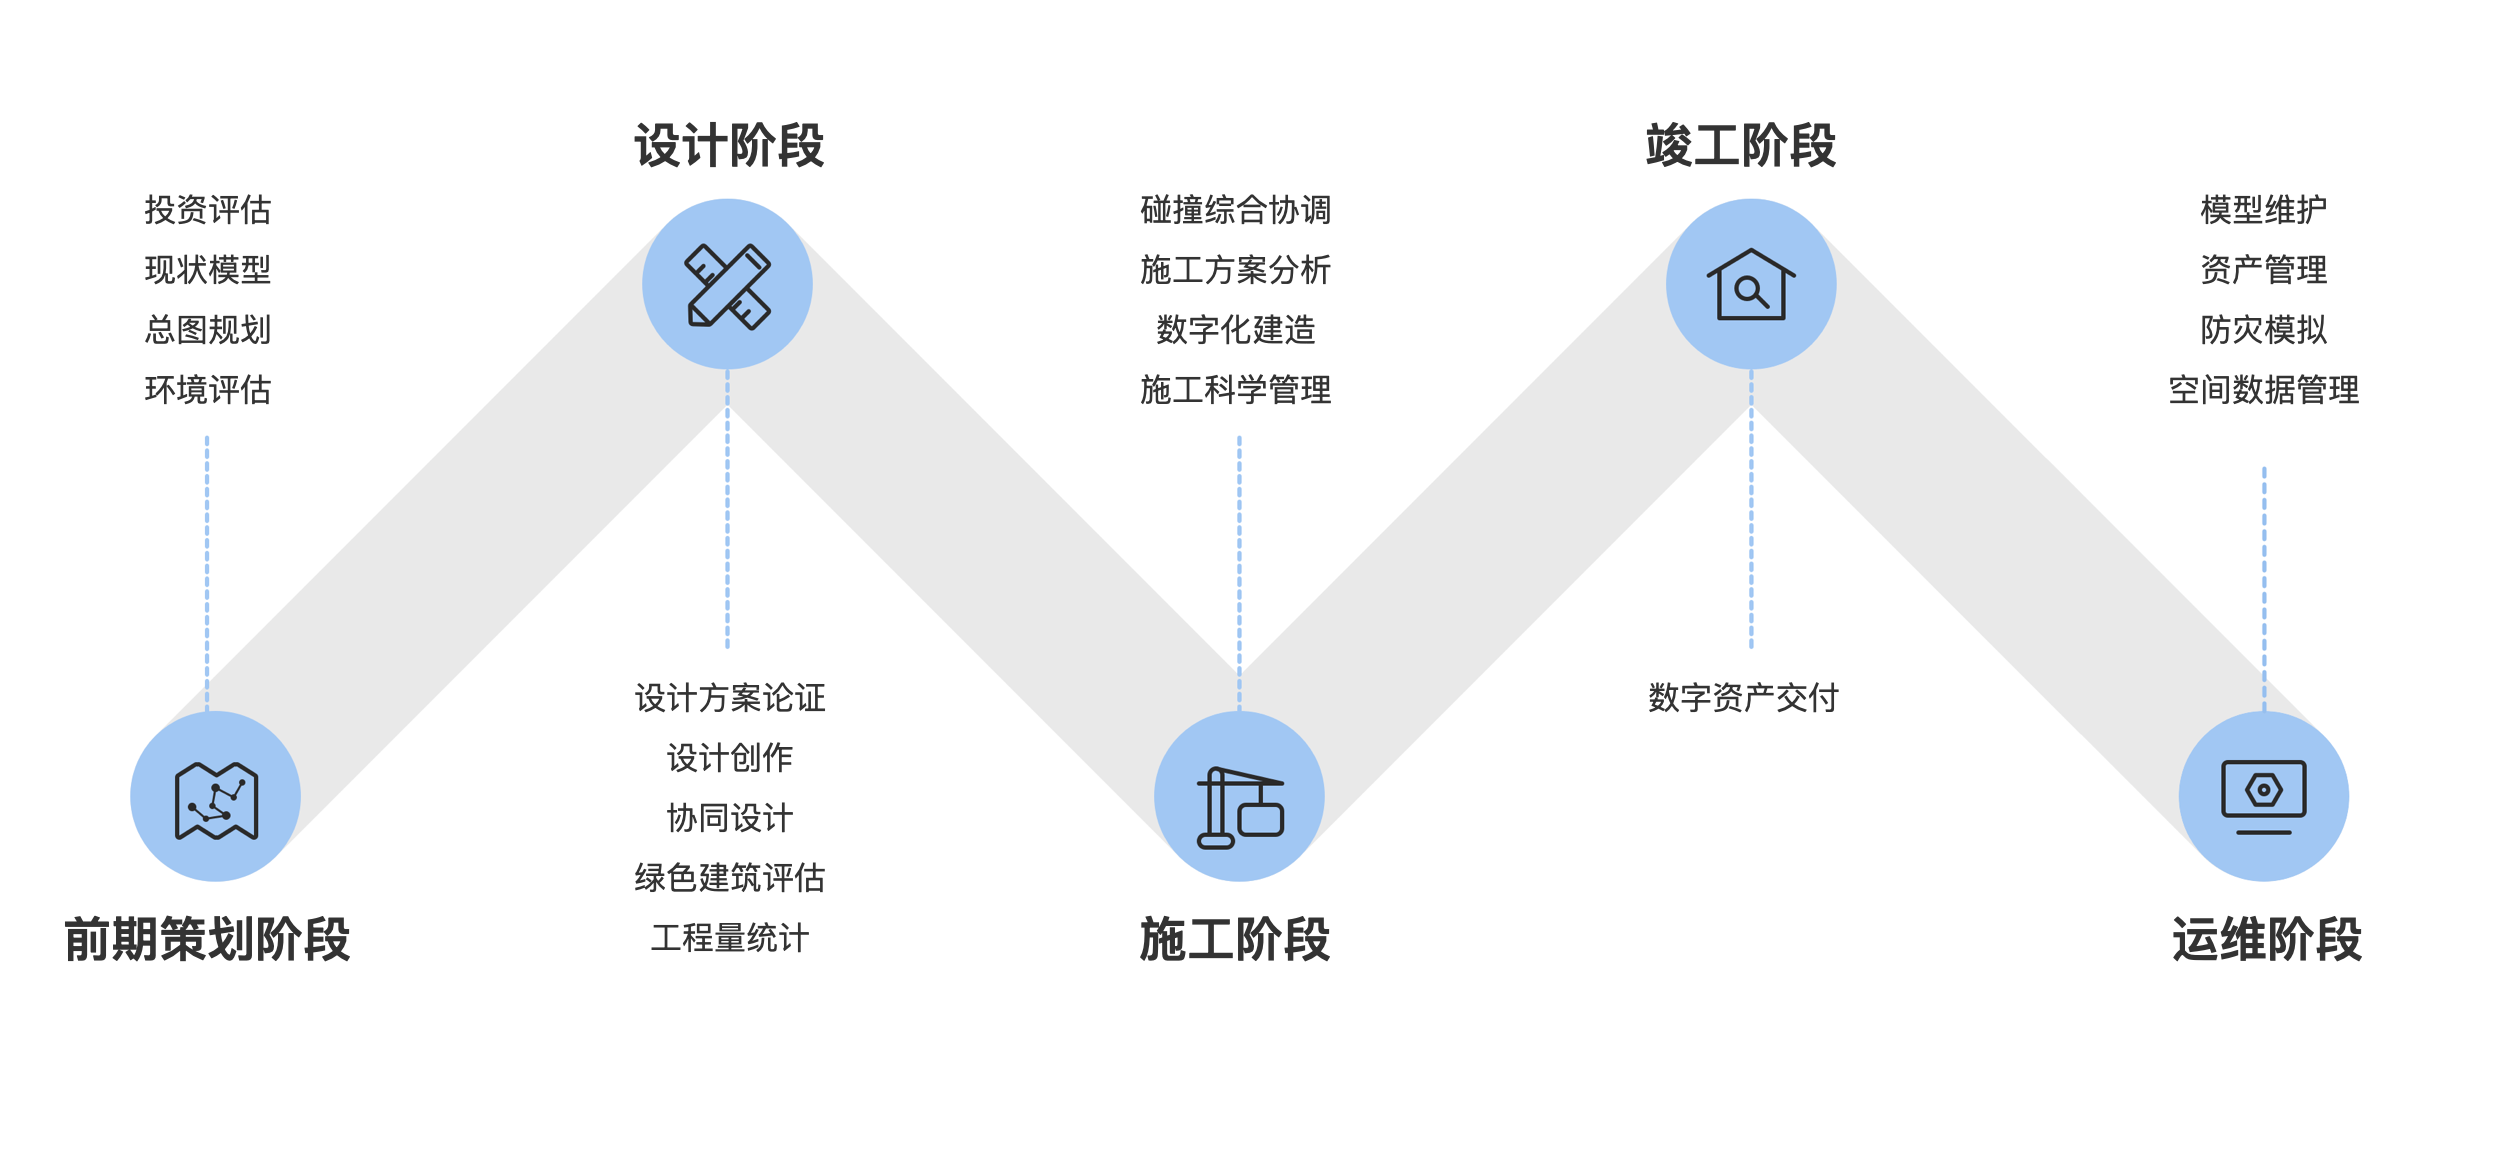 前期策划阶段
投资评估
现状模型
总图规划
环境评估
设计阶段
设计方案论证
设计创作
协同设计
绿色建筑评估
工程量统计
施工阶段
碰撞综合协调
施工方案分析
数字化建造
施工科学管理
竣工阶段
数字资产交付
运维阶段
模型维护
资产管理
阶灾模拟
空间数据管理